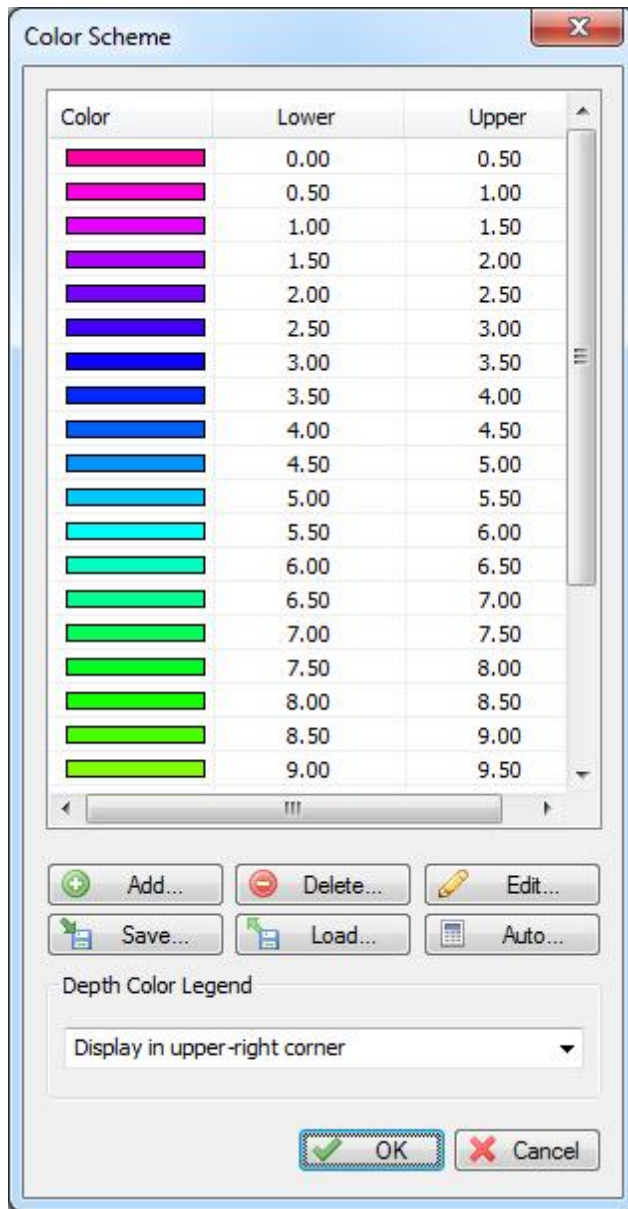 Color Scheme
Color Lower Upper
0.00 0.50
0.50 1.00
1.00 1.50
1.50 2.00
2.00 2.50
2.50 3.00
3.00 3.50
3.50 4.00
4.00 4.50
4.50 5.00
5.00 5.50
5.50 6.00
6.00 6.50
6.50 7.00
7.00 7.50
7.50 8.00
8.00 8.50
8.50 9.00
9.00 9.50
Add... Delete... Edit...
Save... Load... Auto...
Depth Color Legend
Display in upper-right corner
OK Cancel